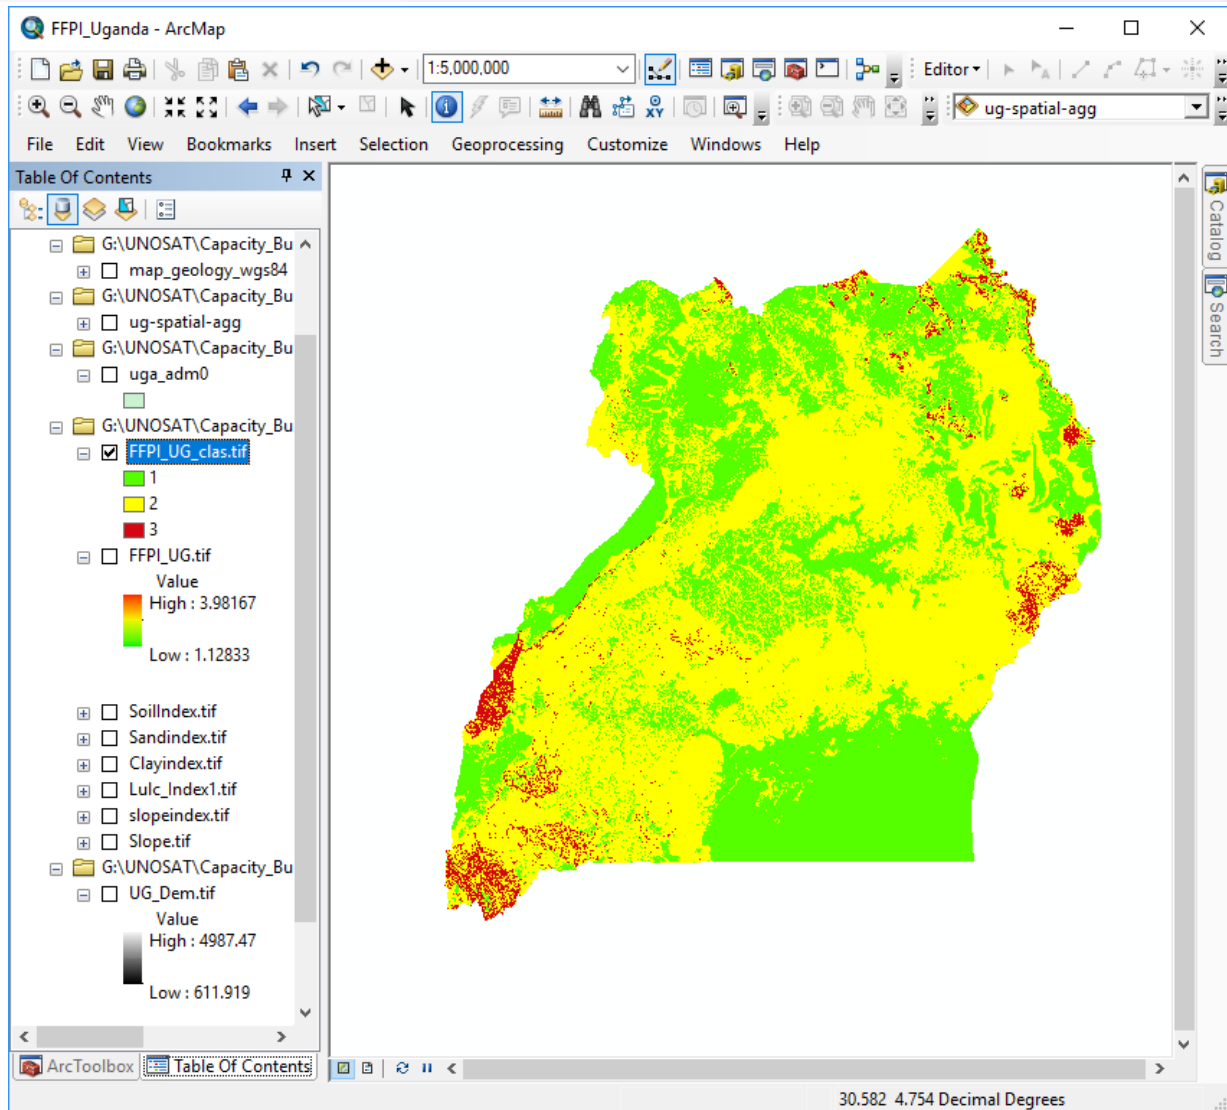 FFPI_Uganda - ArcMap
1:5,000,000
Editor
ug-spatial-agg
File Edit View Bookmarks Insert Selection Geoprocessing Customize Windows Help
Table Of Contents
G:\UNOSAT\Capacity_Bu
map_geology_wgs84
G:\UNOSAT\Capacity_Bu
ug-spatial-agg
G:\UNOSAT\Capacity_Bu
uga_adm0
G:\UNOSAT\Capacity_Bu
FFPI_UG_clas.tif
1
2
3
FFPI_UG.tif
Value
High : 3.98167
Low : 1.12833
SoilIndex.tif
Sandindex.tif
Clayindex.tif
Lulc_Index1.tif
slopeindex.tif
Slope.tif
G:\UNOSAT\Capacity_Bu
UG_Dem.tif
Value
High : 4987.47
Low : 611.919
ArcToolbox
Table Of Contents
Catalog
Search
XY
30.582 4.754 Decimal Degrees